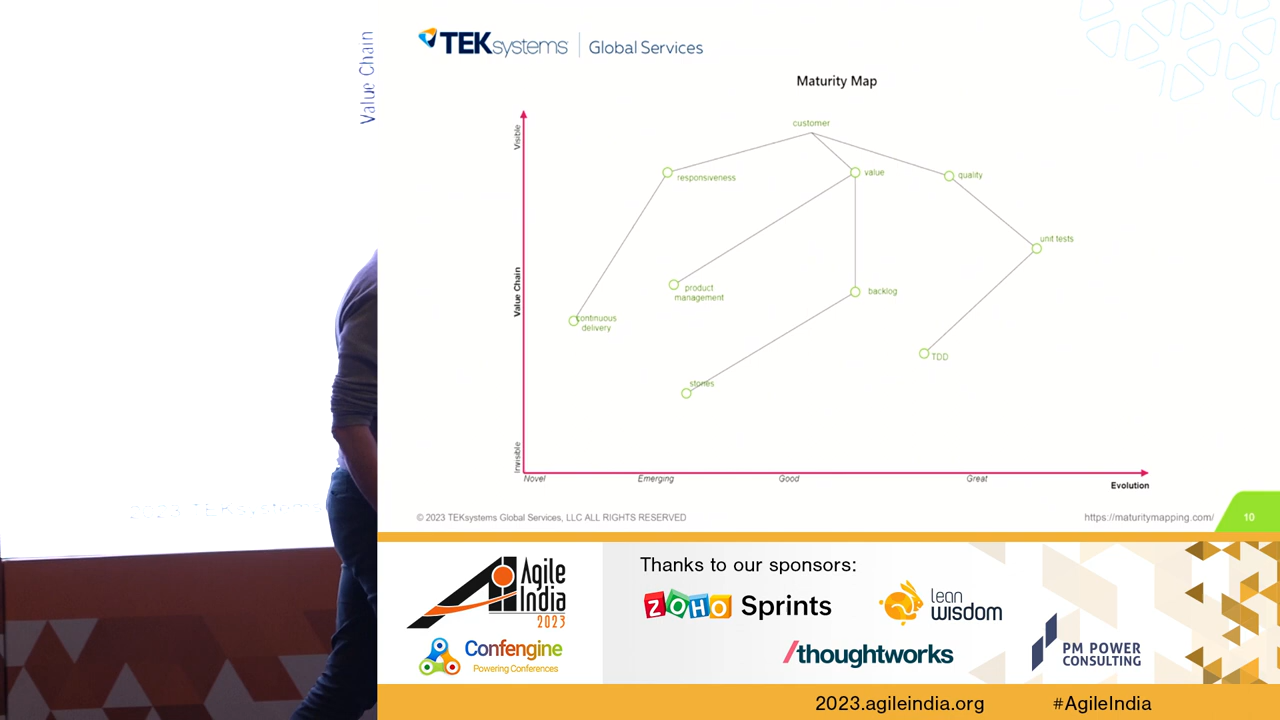 Value Chain
TEKsystems | Global Services
Maturity Map
Visible
customer
responsiveness
value
quality
unit tests
Value Chain
product
management
backlog
continuous
delivery
TDD
stories
Invisible
Novel
Emerging
Good
Great
Evolution
2023 TEKsystems
© 2023 TEKsystems Global Services, LLC ALL RIGHTS RESERVED
https://maturitymapping.com/
10
Agile
India
2023
Confengine
Powering Conferences
Thanks to our sponsors:
ZOHO Sprints
lean
wisdom
/thoughtworks
PM POWER
CONSULTING
2023.agileindia.org
#AgileIndia